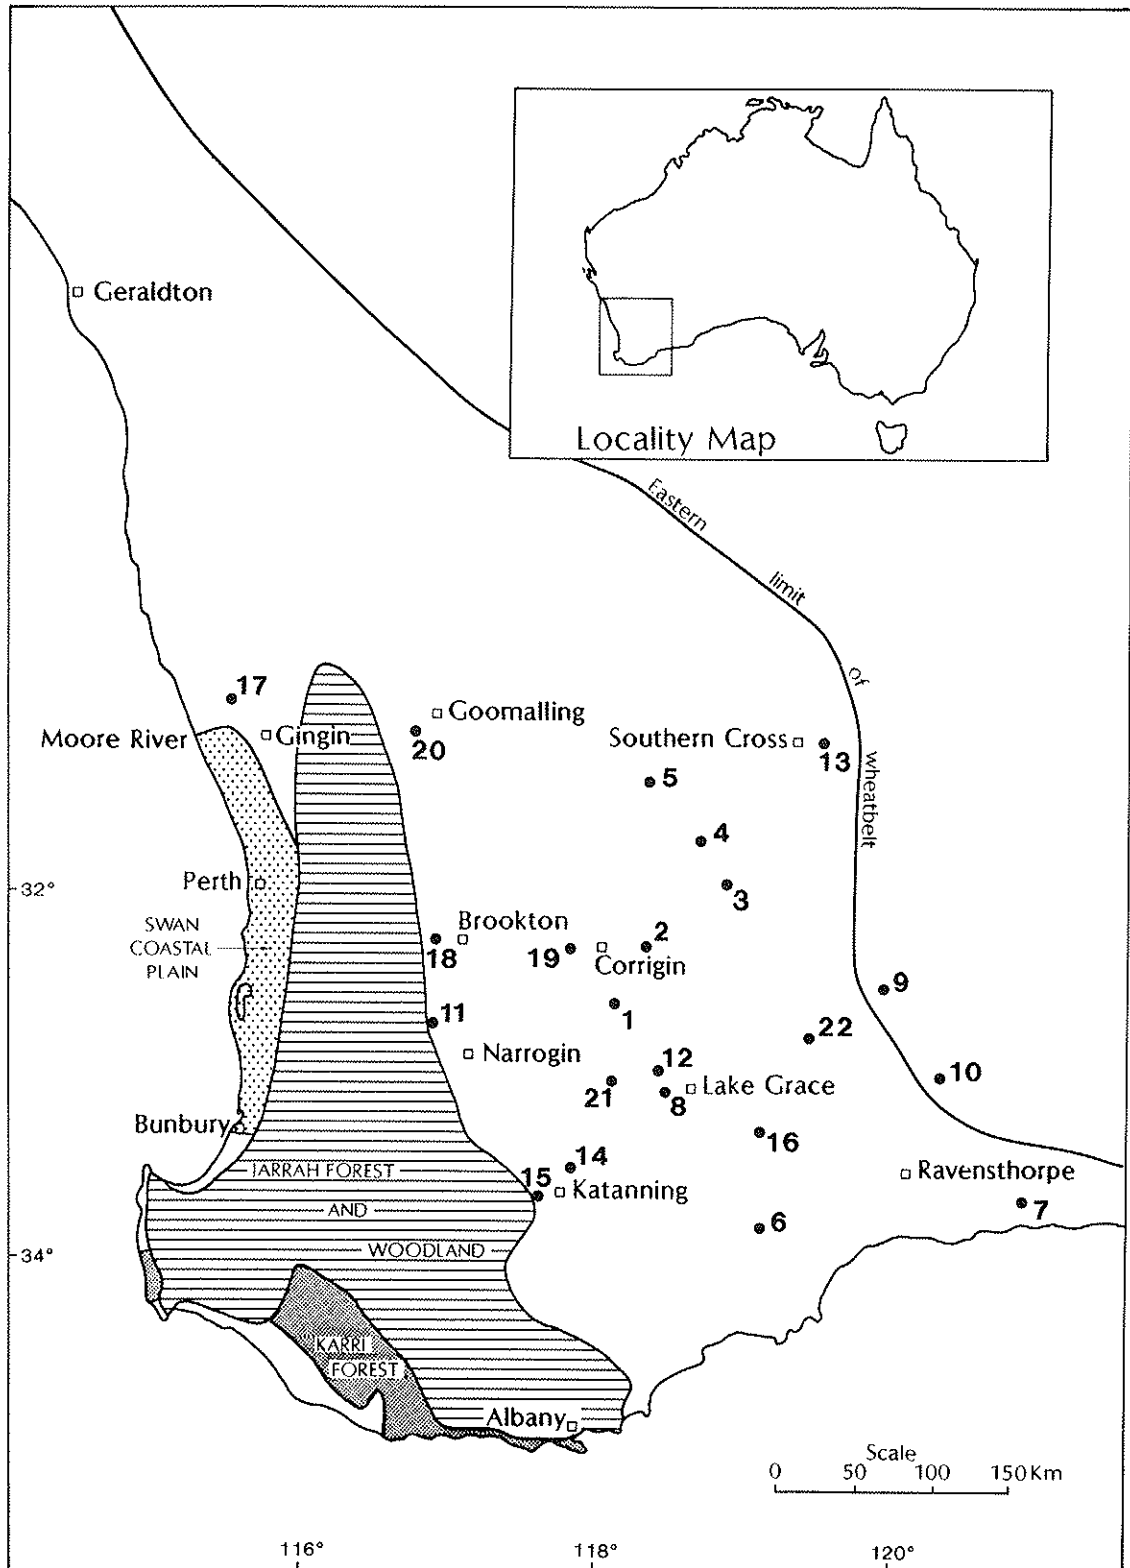 Geraldton
Locality Map
Eastern
limit
of
wheatbelt
17
Moore River
Gingin
Goomalling
20
Southern Cross
13
5
4
3
Perth
32°
SWAN
COASTAL
PLAIN
Brookton
18
19
2
Corrigin
9
11
1
22
Narrogin
12
10
21
8
Lake Grace
Bunbury
16
JARRAH FOREST
14
15
Katanning
Ravensthorpe
AND
6
7
WOODLAND
34°
KARRI
FOREST
Albany
Scale
0 50 100 150 Km
116° 118° 120°